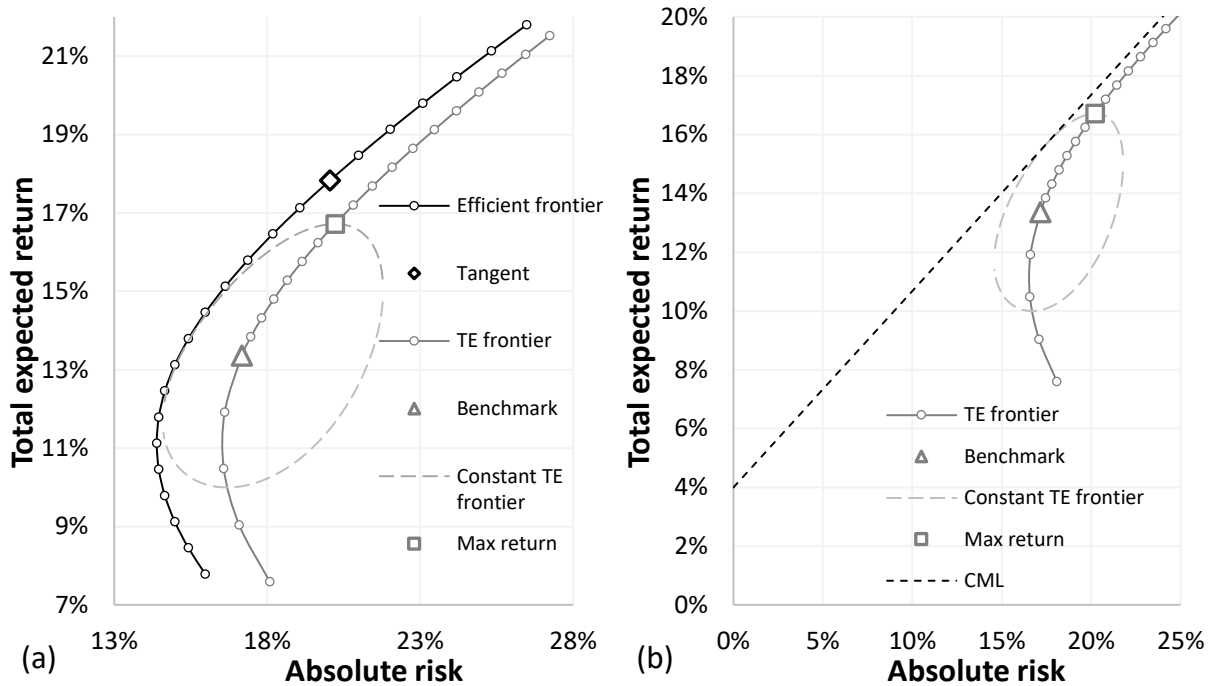 Total expected return
21%
19%
17%
15%
13%
11%
9%
7%
13%
18%
23%
28%
Absolute risk
(a)
Efficient frontier
Tangent
TE frontier
Benchmark
Constant TE
frontier
Max return
Total expected return
20%
18%
16%
14%
12%
10%
8%
6%
4%
2%
0%
0%
5%
10%
15%
20%
25%
Absolute risk
(b)
TE frontier
Benchmark
Constant TE frontier
Max return
CML